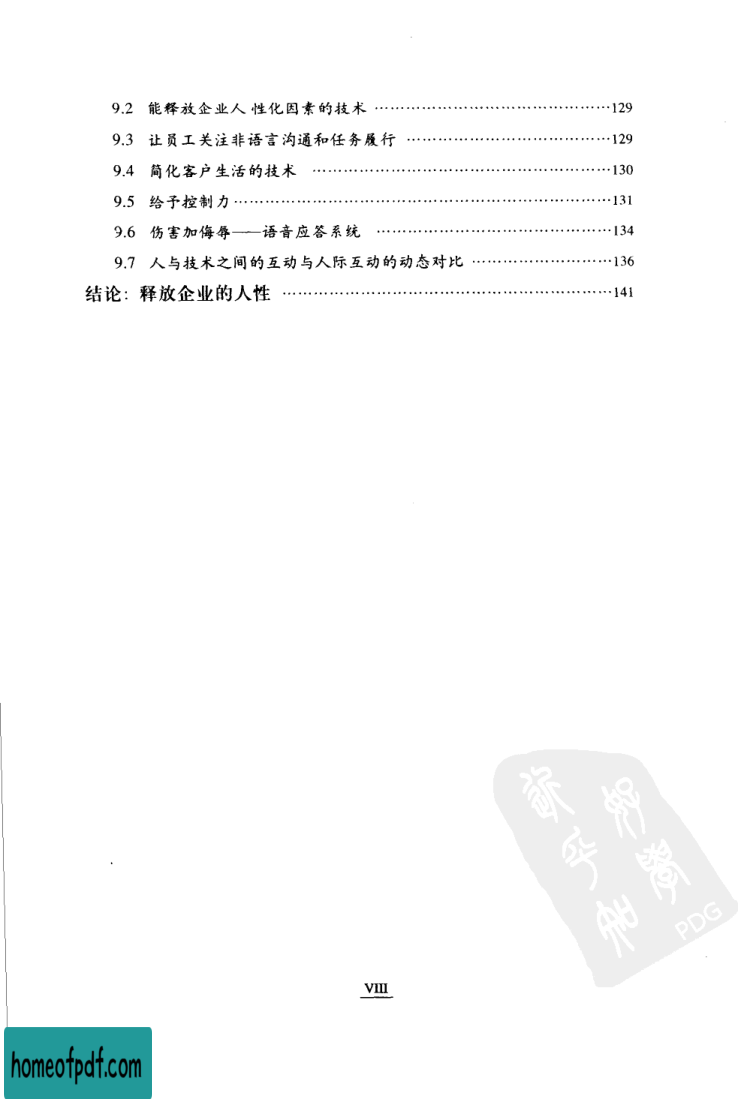 9.2 能释放企业人 性化因素的技术 ……………………………………129
9.3 让员工关注非语言沟通和任务履行 ………………………………129
9.4 简化客户生活的技术 ………………………………………………130
9.5 给予控制力……………………………………………………………131
9.6 伤害加侮辱——语音应答系统 ……………………………………134
9.7 人与技术之间的互动与人际互动的动态对比 ……………………136
结论：释放企业的人性 ……………………………………………………141
好学
欲乎知
PDG
VIII
homeofpdf.com